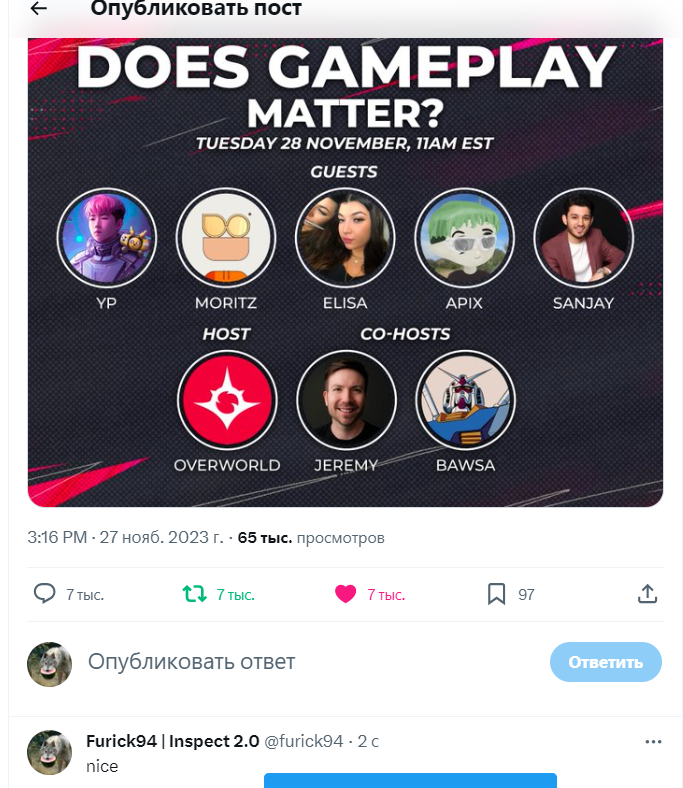 Опубликовать пост
DOES GAMEPLAY
MATTER?
TUESDAY 28 NOVEMBER, 11AM EST
GUESTS
YP
MORITZ
ELISA
APIX
SANJAY
HOST
CO-HOSTS
OVERWORLD
JEREMY
BAWSA
3:16 PM · 27 нояб. 2023 г. · 65 тыс. просмотров
7 тыс.
7 тыс.
7 тыс.
97
Опубликовать ответ
Ответить
Furick94 | Inspect 2.0 @furick94 · 2 с
nice